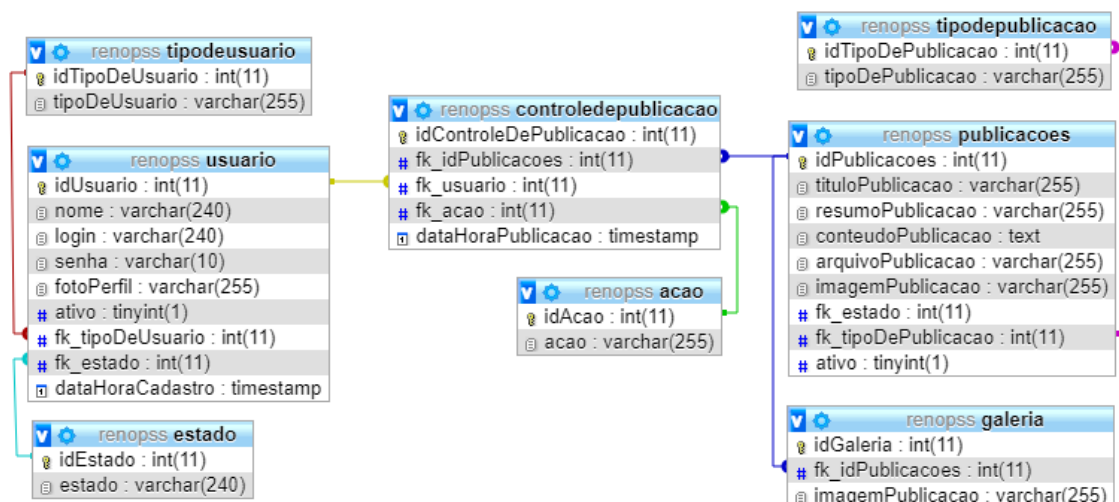 renopss tipodeusuario
idTipoDeUsuario : int(11)
tipoDeUsuario : varchar(255)
renopss usuario
idUsuario : int(11)
nome : varchar(240)
login : varchar(240)
senha : varchar(10)
fotoPerfil : varchar(255)
# ativo : tinyint(1)
# fk_tipoDeUsuario : int(11)
# fk_estado : int(11)
dataHoraCadastro : timestamp
renopss estado
idEstado : int(11)
estado : varchar(240)
renopss controledepublicacao
idControleDePublicacao : int(11)
# fk_idPublicacoes : int(11)
# fk_usuario : int(11)
# fk_acao : int(11)
dataHoraPublicacao : timestamp
renopss acao
idAcao : int(11)
acao : varchar(255)
renopss tipodepublicacao
idTipoDePublicacao : int(11)
tipoDePublicacao : varchar(255)
renopss publicacoes
idPublicacoes : int(11)
tituloPublicacao : varchar(255)
resumoPublicacao : varchar(255)
conteudoPublicacao : text
arquivoPublicacao : varchar(255)
imagemPublicacao : varchar(255)
# fk_estado : int(11)
# fk_tipoDePublicacao : int(11)
# ativo : tinyint(1)
renopss galeria
idGaleria : int(11)
# fk_idPublicacoes : int(11)
imagemPublicacao : varchar(255)